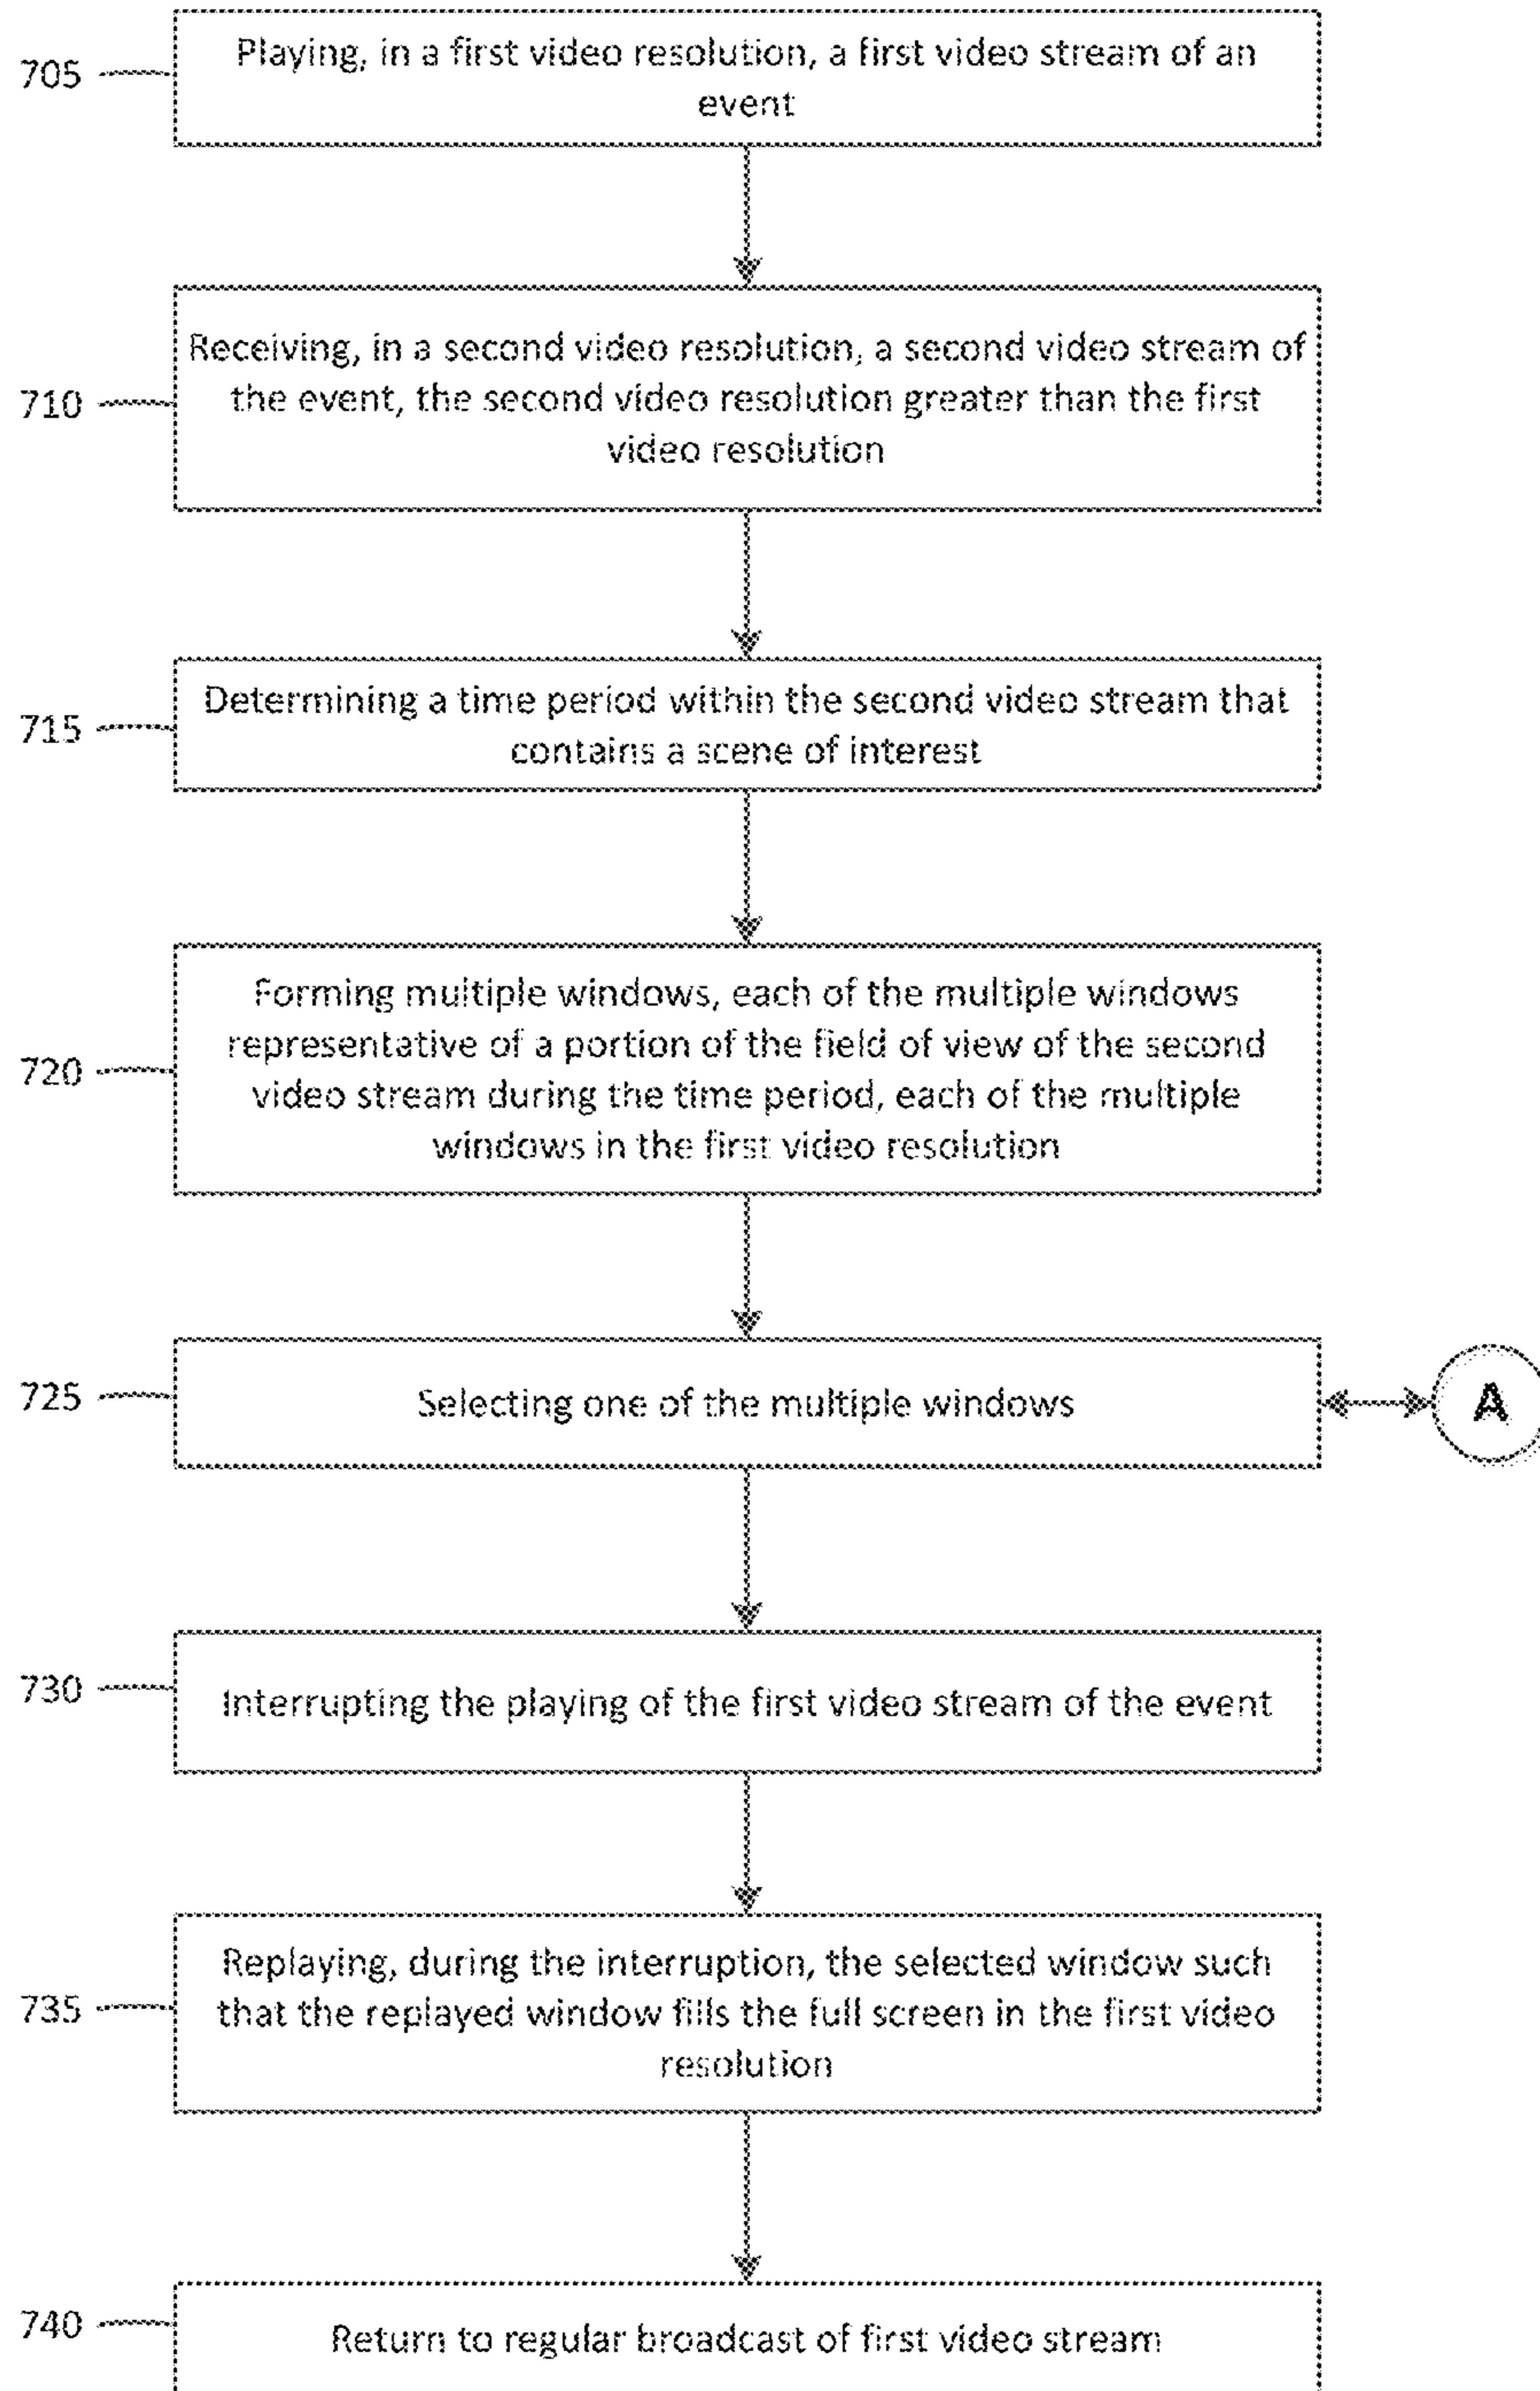 705
Playing, in a first video resolution, a first video stream of an
event
710
Receiving, in a second video resolution, a second video stream of
the event, the second video resolution greater than the first
video resolution
715
Determining a time period within the second video stream that
contains a scene of interest
720
Forming multiple windows, each of the multiple windows
representative of a portion of the field of view of the second
video stream during the time period, each of the multiple
windows in the first video resolution
725
Selecting one of the multiple windows
A
730
Interrupting the playing of the first video stream of the event
735
Replaying, during the interruption, the selected window such
that the replayed window fills the full screen in the first video
resolution
740
Return to regular broadcast of first video stream